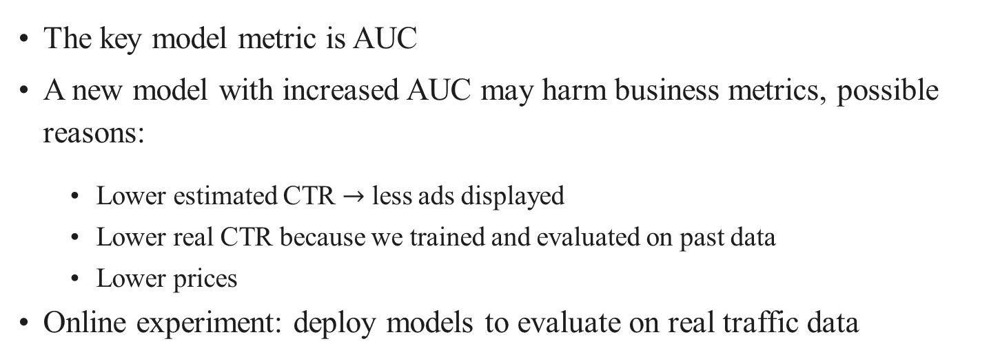 • The key model metric is AUC
• A new model with increased AUC may harm business metrics, possible
reasons:
• Lower estimated CTR → less ads displayed
• Lower real CTR because we trained and evaluated on past data
• Lower prices
• Online experiment: deploy models to evaluate on real traffic data